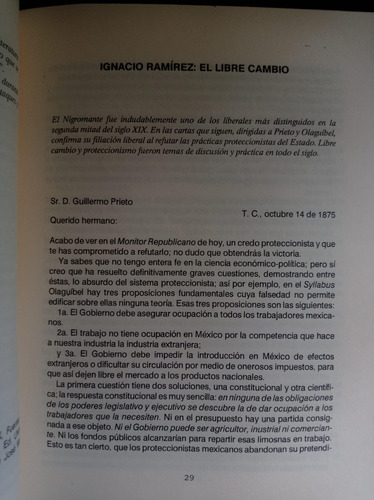 IGNACIO RAMÍREZ: EL LIBRE CAMBIO
El Nigromante fue indudablemente uno de los liberales más distinguidos en la
segunda mitad del siglo XIX. En las cartas que siguen, dirigidas a Prieto y Olaguíbel,
confirma su filiación liberal al refutar las prácticas proteccionistas del Estado. Libre
cambio y proteccionismo fueron temas de discusión y práctica en todo el siglo.
Sr. D. Guillermo Prieto
T. C., octubre 14 de 1875
Querido hermano:
Acabo de ver en el Monitor Republicano de hoy, un credo proteccionista y que
te has comprometido a refutarlo; no dudo que obtendrás la victoria.
Ya sabes que no tengo entera fe en la ciencia económico-política; pero sí
creo que ha resuelto definitivamente graves cuestiones, demostrando entre
éstas, lo absurdo del sistema proteccionista; así por ejemplo, en el Syllabus
Olaguíbel hay tres proposiciones fundamentales cuya falsedad no permite
edificar sobre ellas ninguna teoría. Esas tres proposiciones son las siguientes:
1a. El Gobierno debe asegurar ocupación a todos los trabajadores mexica-
nos.
2a. El trabajo no tiene ocupación en México por la competencia que hace
a nuestra industria la industria extranjera;
y 3a. El Gobierno debe impedir la introducción en México de efectos
extranjeros o dificultar su circulación por medio de onerosos impuestos, para
que así dejen libre el mercado a los productos nacionales.
La primera cuestión tiene dos soluciones, una constitucional y otra científi-
ca; la respuesta constitucional es muy sencilla: en ninguna de las obligaciones
de los poderes legislativo y ejecutivo se descubre la de dar ocupación a los
trabajadores que la necesiten. Ni en el presupuesto hay una partida consig-
nada a ese objeto. Ni el Gobierno puede ser agricultor, inustrial ni comercian-
te. Ni los fondos públicos alcanzarían para repartir esas limosnas en trabajo.
Esto es tan cierto, que los proteccionistas mexicanos abandonan su pretendi-
29